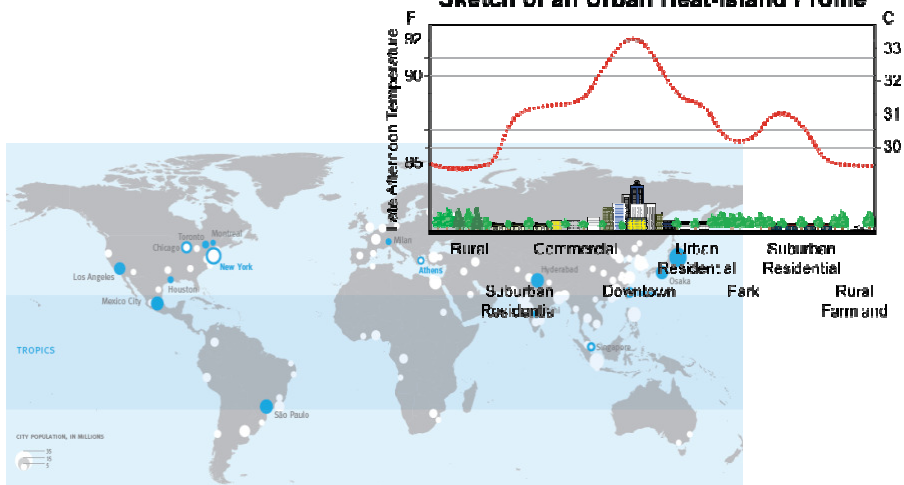 Sketch of an Urban Heat-Island Profile
F
C
92
90
85
Late Afternoon Temperature
33
32
31
30
Rural
Commercial
Urban
Residential
Suburban
Residential
Suburban
Residential
Downtown
Park
Rural
Farmland
Toronto
Montreal
Chicago
New York
Los Angeles
Houston
Mexico City
Milan
Athens
Hyderabad
Osaka
Singapore
São Paulo
TROPICS
CITY POPULATION, IN MILLIONS